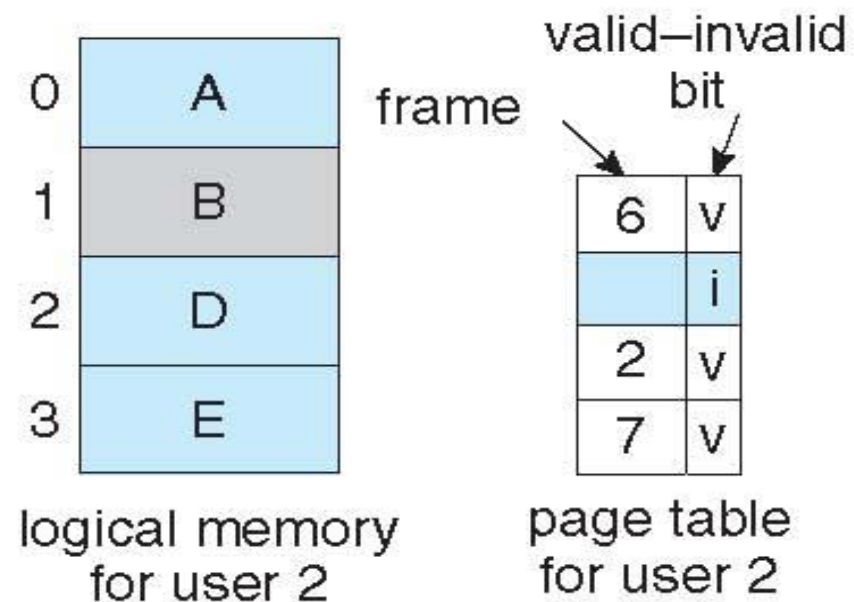 0 A
1 B
2 D
3 E
logical memory
for user 2
frame
valid–invalid
bit
6 v
i
2 v
7 v
page table
for user 2